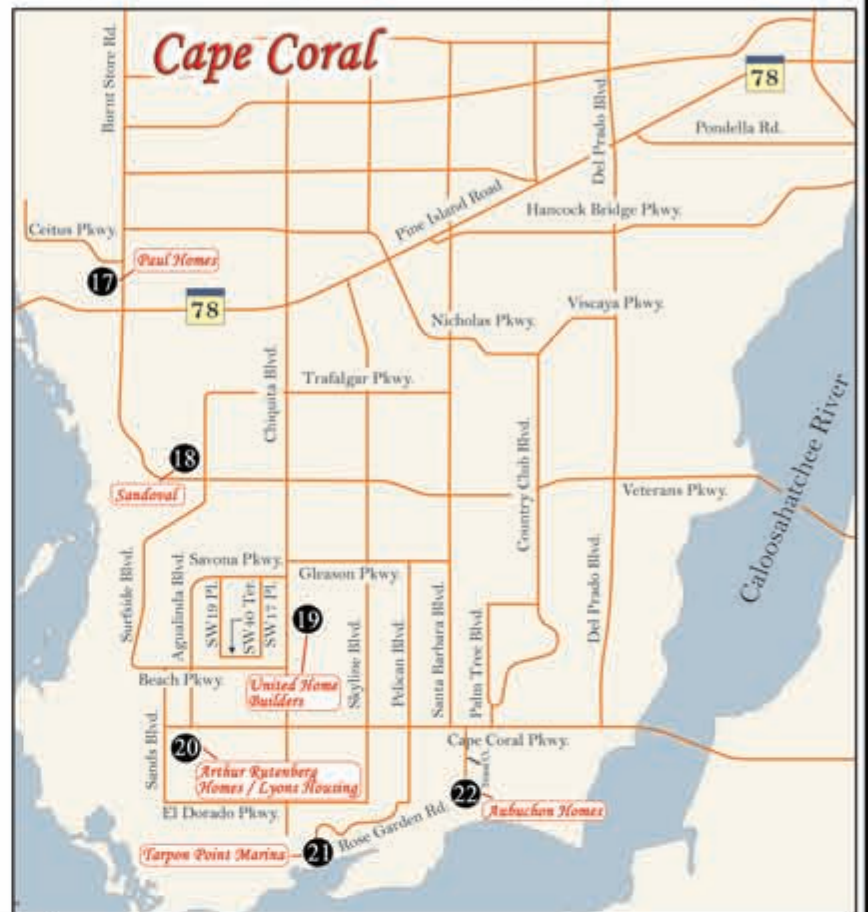 Cape Coral
Burnt Store Rd.
78
Del Prado Blvd.
Pondella Rd.
Pine Island Road
Hancock Bridge Pkwy.
Ceitus Pkwy.
17
Paul Homes
78
Nicholas Pkwy.
Viscaya Pkwy.
Chiquita Blvd.
Trafalgar Pkwy.
Country Club Blvd.
18
Sandoval
Veterans Pkwy.
Caloosahatchee River
Surfside Blvd.
Agualinda Blvd.
Savona Pkwy.
Gleason Pkwy.
SW19 Pl.
SW40 Ter.
SW17 Pl.
19
United Home
Builders
Skyline Blvd.
Pelican Blvd.
Santa Barbara Blvd.
Palm Tree Blvd.
Del Prado Blvd.
Beach Pkwy.
Sands Blvd.
20
Arthur Rutenberg
Homes / Lyons Housing
Cape Coral Pkwy.
El Dorado Pkwy.
22
Aubuchon Homes
Rose Garden Rd.
21
Tarpon Point Marina